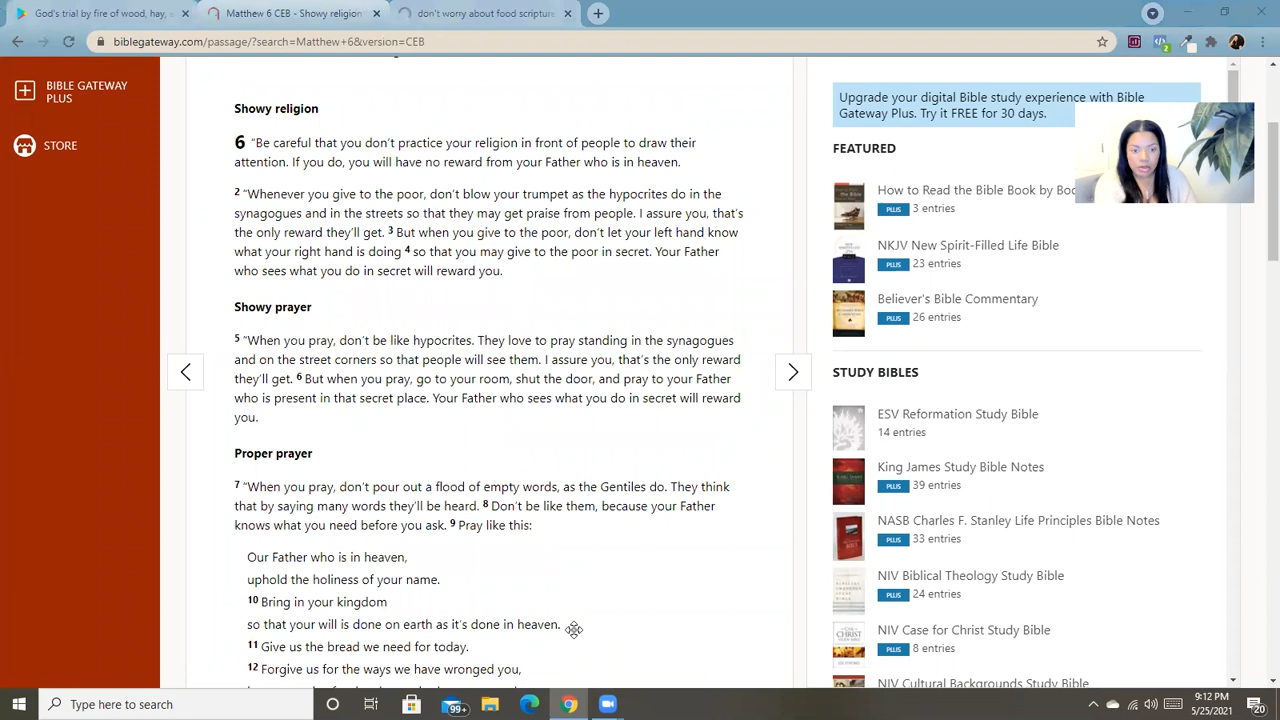 God's trial by fire of wood, hay,
Matthew 6 CEB - Showy religion
don't worry about food scripture
biblegateway.com/passage/?search=Matthew+6&version=CEB
2
BIBLE GATEWAY
PLUS
STORE
Showy religion
6 "Be careful that you don't practice your religion in front of people to draw their
attention. If you do, you will have no reward from your Father who is in heaven.
2 "Whenever you give to the poor, don't blow your trumpet as the hypocrites do in the
synagogues and in the streets so that they may get praise from people. I assure you, that's
the only reward they'll get. 3 But when you give to the poor, don't let your left hand know
what your right hand is doing 4 so that you may give to the poor in secret. Your Father
who sees what you do in secret will reward you.
Showy prayer
5 "When you pray, don't be like hypocrites. They love to pray standing in the synagogues
and on the street corners so that people will see them. I assure you, that's the only reward
they'll get. 6 But when you pray, go to your room, shut the door, and pray to your Father
who is present in that secret place. Your Father who sees what you do in secret will reward
you.
Proper prayer
7 "When you pray, don't pour out a flood of empty words, as the Gentiles do. They think
that by saying many words they'll be heard. 8 Don't be like them, because your Father
knows what you need before you ask. 9 Pray like this:
Our Father who is in heaven,
uphold the holiness of your name.
10 Bring in your kingdom
so that your will is done on earth as it's done in heaven.
11 Give us the bread we need for today.
12 Forgive us for the ways we have wronged you,
Upgrade your digital Bible study experience with Bible
Gateway Plus. Try it FREE for 30 days.
FEATURED
How to Read the Bible Book by Boo
PLUS 3 entries
NKJV New Spirit-Filled Life Bible
PLUS 23 entries
Believer's Bible Commentary
PLUS 26 entries
STUDY BIBLES
ESV Reformation Study Bible
14 entries
King James Study Bible Notes
PLUS 39 entries
NASB Charles F. Stanley Life Principles Bible Notes
PLUS 33 entries
NIV Biblical Theology Study Bible
PLUS 24 entries
NIV Case for Christ Study Bible
PLUS 8 entries
NIV Cultural Backgrounds Study Bible
Type here to search
99+
9:12 PM
5/25/2021
20